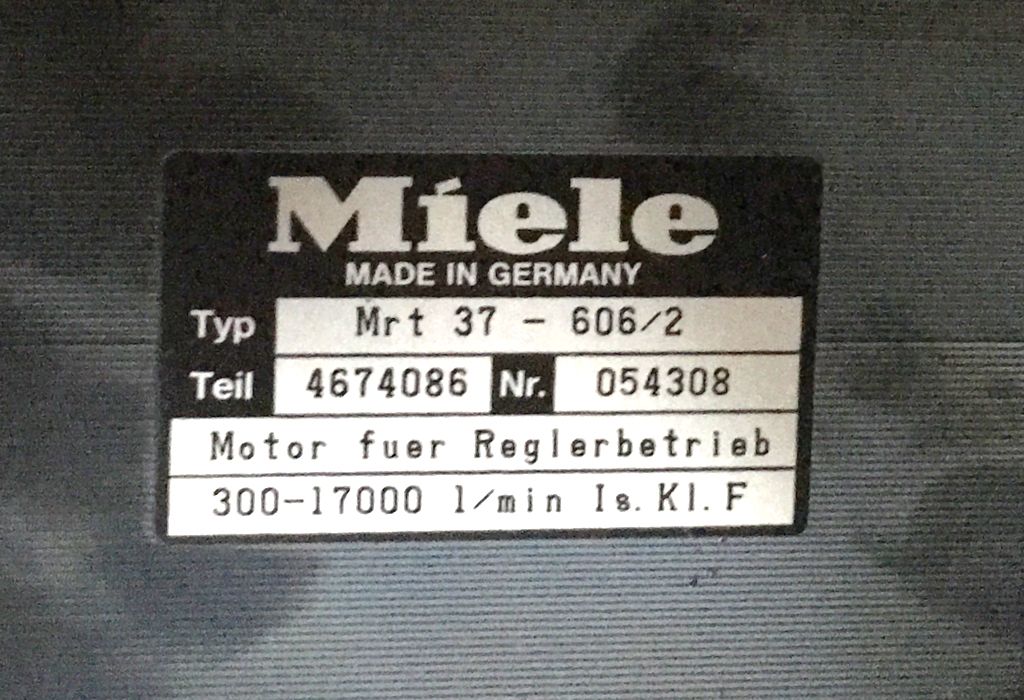 Miele
MADE IN GERMANY
Typ Mrt 37 - 606/2
Teil 4674086 Nr. 054308
Motor fuer Reglerbetrieb
300-17000 1/min Is. Kl. F